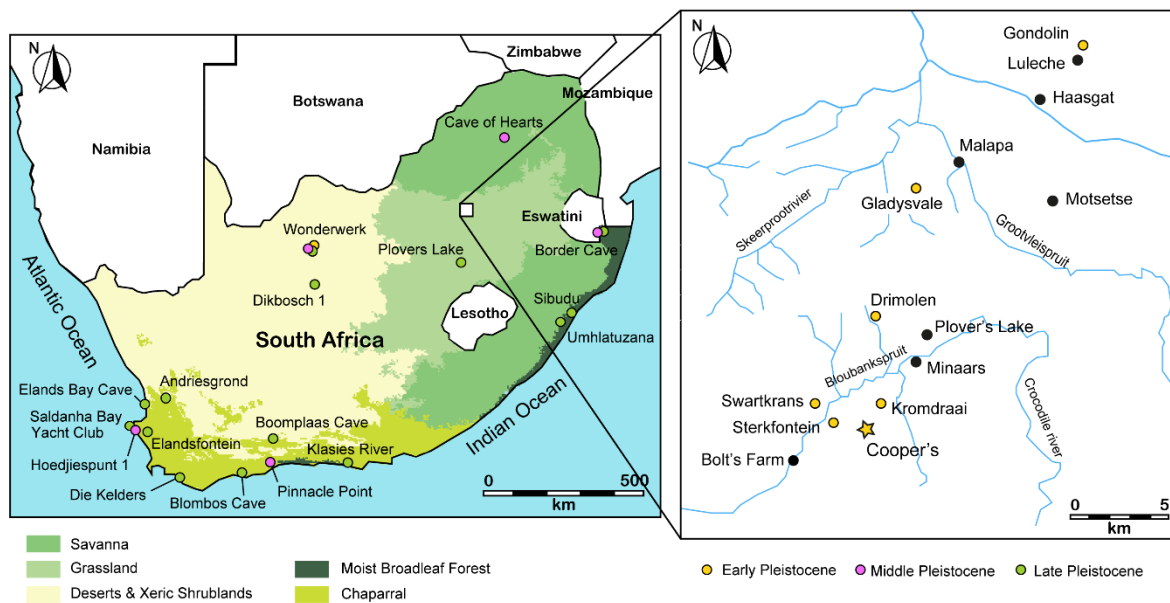 N
Zimbabwe
Botswana
Mozambique
Namibia
Cave of Hearts
Eswatini
Wonderwerk
Plovers Lake
Border Cave
Dikbosch 1
Sibudu
Lesotho
South Africa
Umhlatuzana
Atlantic Ocean
Andriesgrond
Elands Bay Cave
Saldanha Bay
Yacht Club
Boomplaas Cave
Indian Ocean
Elandsfontein
Klasies River
Hoedjiespunt 1
Die Kelders
Pinnacle Point
Blombos Cave
0 500
km
Savanna
Grassland
Deserts & Xeric Shrublands
Moist Broadleaf Forest
Chaparral
N
Gondolin
Luleche
Haasgat
Malapa
Gladysvale
Motsetse
Skeerprootrivier
Grootvleispruit
Drimolen
Plover's Lake
Bloubankspruit
Minaars
Swartkrans
Kromdraai
Sterkfontein
Cooper's
Crocodile river
Bolt's Farm
0 5
km
Early Pleistocene
Middle Pleistocene
Late Pleistocene